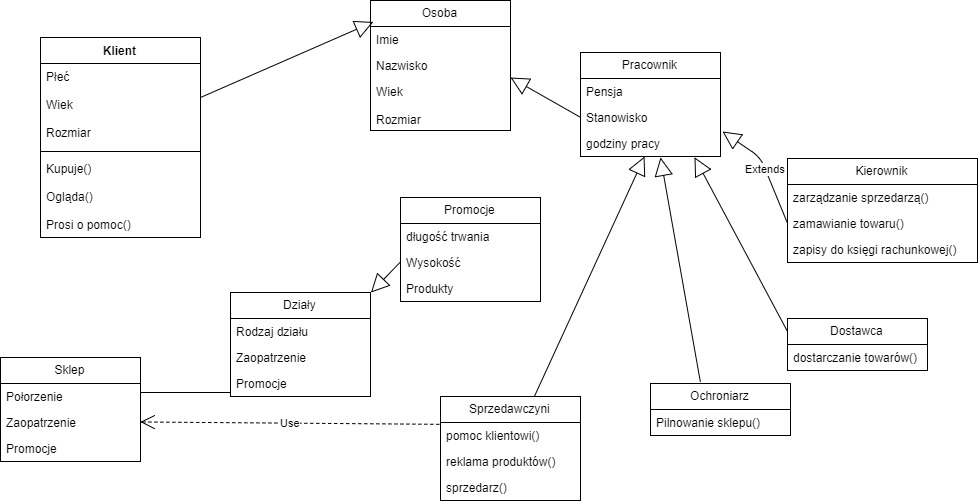 Osoba
Imie
Nazwisko
Wiek
Rozmiar
Klient
Płeć
Wiek
Rozmiar
Kupuje()
Ogląda()
Prosi o pomoc()
Pracownik
Pensja
Stanowisko
godziny pracy
Extends
Kierownik
zarządzanie sprzedarzą()
zamawianie towaru()
zapisy do księgi rachunkowej()
Promocje
długość trwania
Wysokość
Produkty
Działy
Rodzaj działu
Zaopatrzenie
Promocje
Dostawca
dostarczanie towarów()
Sklep
Połorzenie
Zaopatrzenie
Promocje
Use
Sprzedawczyni
pomoc klientowi()
reklama produktów()
sprzedarz()
Ochroniarz
Pilnowanie sklepu()